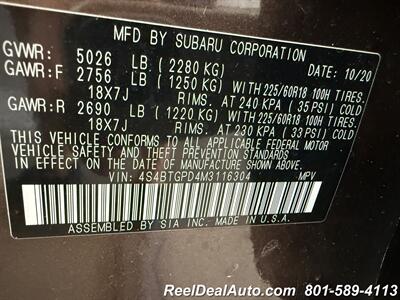 MFD BY SUBARU CORPORATION
GVWR: 5026 LB (2280 KG) DATE: 10/20
GAWR:F 2756 LB (1250 KG) WITH 225/60R18 100H TIRES.
18X7J RIMS. AT 240 KPA (35 PSI) COLD.
GAWR:R 2690 LB (1220 KG) WITH 225/60R18 100H TIRES.
18X7J RIMS. AT 230 KPA (33 PSI) COLD.
THIS VEHICLE CONFORMS TO ALL APPLICABLE FEDERAL MOTOR
VEHICLE SAFETY AND THEFT PREVENTION STANDARDS IN
EFFECT ON THE DATE OF MANUFACTURE SHOWN ABOVE.
VIN: 4S4BTGPD4M3116304 MPV
ASSEMBLED BY SIA INC. MADE IN U.S.A.
ReelDealAuto.com 801-589-4113